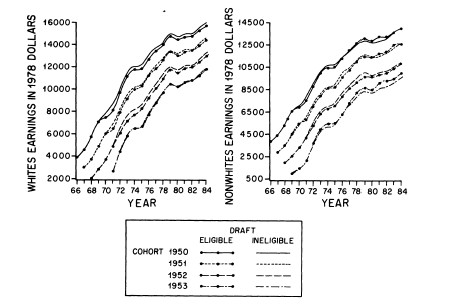 WHITES EARNINGS IN 1978 DOLLARS
16000
14000
12000
10000
8000
6000
4000
2000
66 68 70 72 74 76 78 80 82 84
YEAR
NONWHITES EARNINGS IN 1978 DOLLARS
14500
12500
10500
8500
6500
4500
2500
500
66 68 70 72 74 76 78 80 82 84
YEAR
DRAFT
ELIGIBLE INELIGIBLE
COHORT 1950
1951
1952
1953